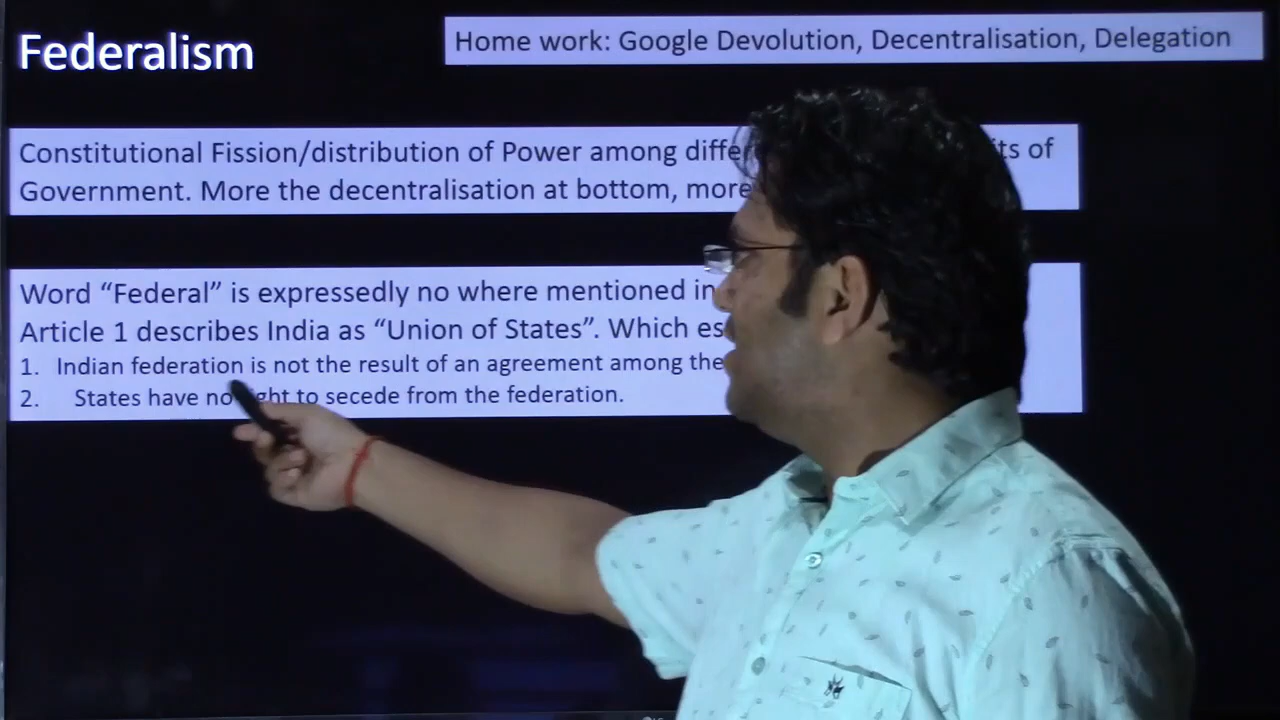 Federalism
Home work: Google Devolution, Decentralisation, Delegation
Constitutional Fission/distribution of Power among of
Government. More the decentralisation at bottom, more
Word “Federal” is expressedly no where mentioned in
Article 1 describes India as “Union of States”. Which
1. Indian federation is not the result of an agreement among the
2. States have no to secede from the federation.